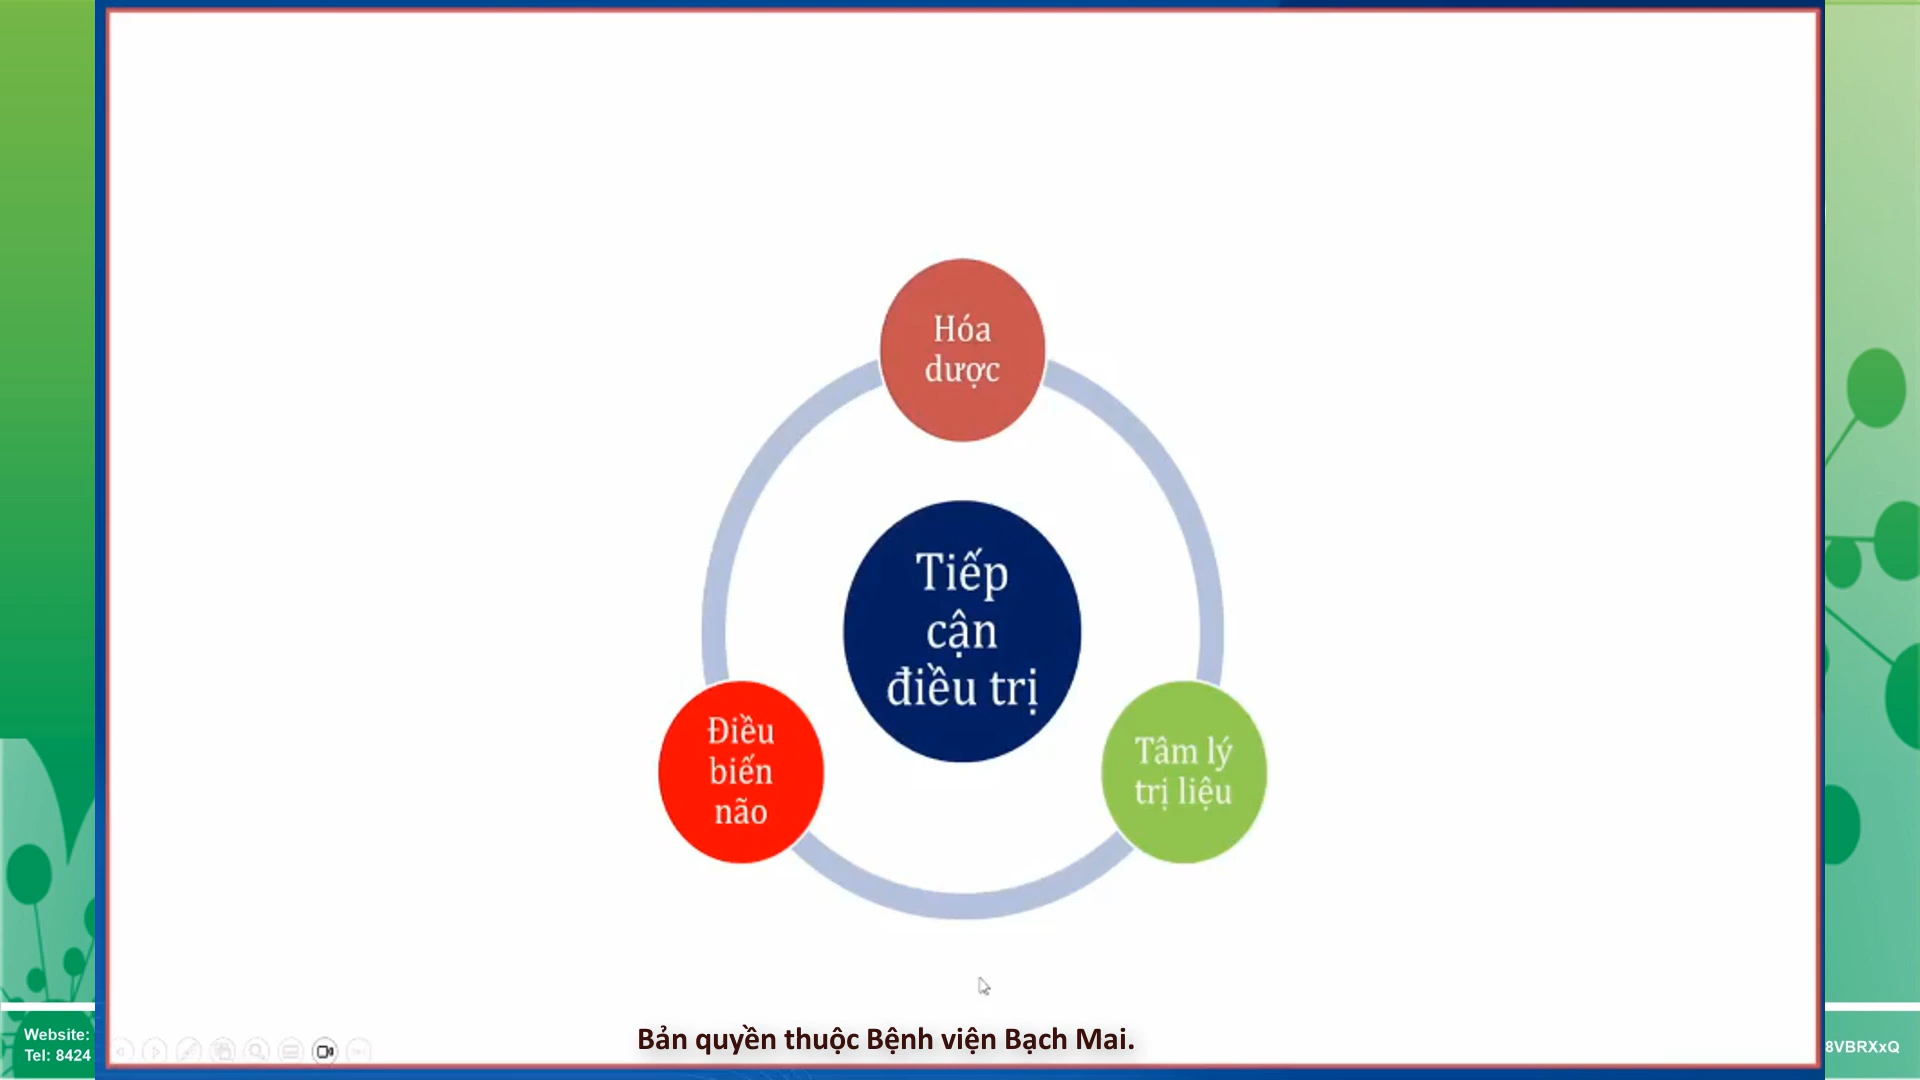 Hóa
dược
Tiếp
cận
điều trị
Điều
biến
não
Tâm lý
trị liệu
Bản quyền thuộc Bệnh viện Bạch Mai.
Website:
Tel: 8424
8VBRXxQ